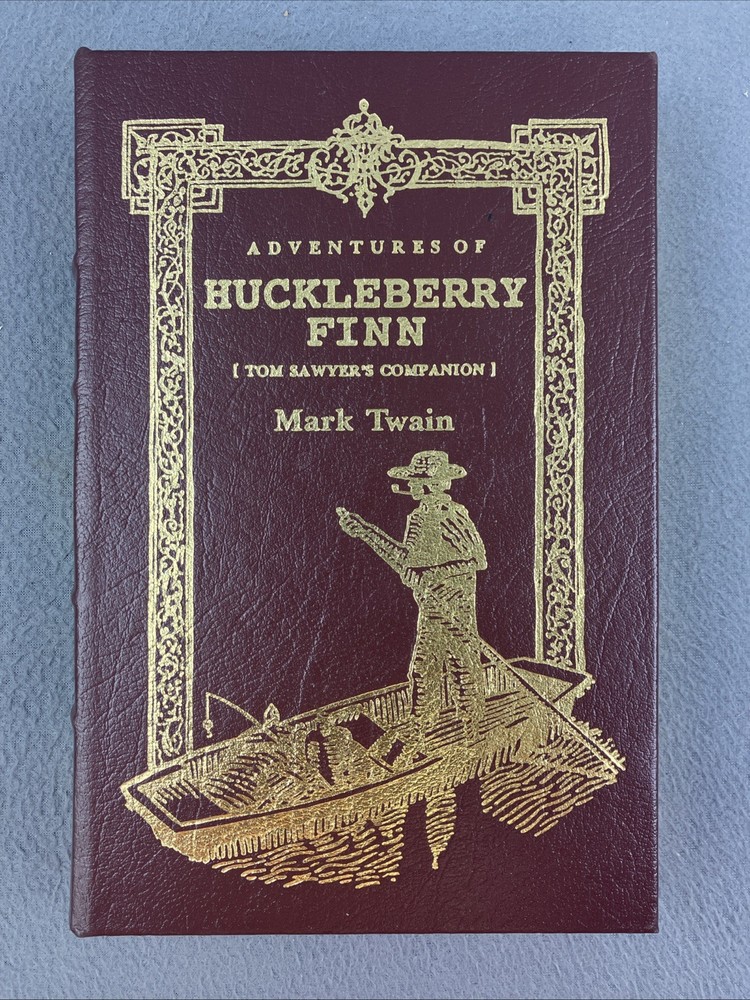 ADVENTURES OF
HUCKLEBERRY
FINN
[ TOM SAWYER'S COMPANION ]
Mark Twain